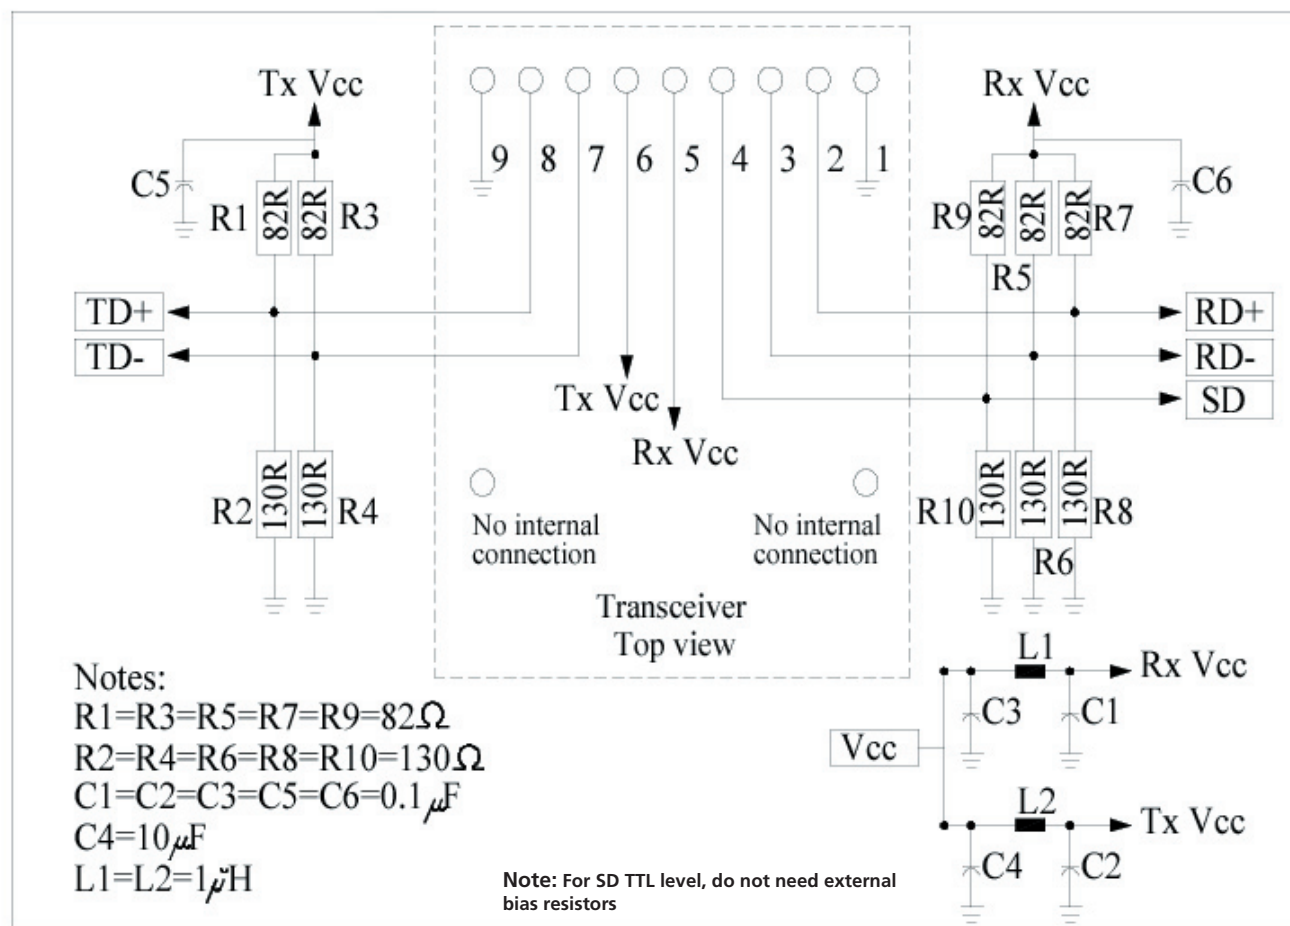 Tx Vcc
Rx Vcc
9 8 7 6 5 4 3 2 1
C5
R1
82R
82R
R3
R9
82R
82R
82R
R7
C6
R5
TD+
RD+
TD-
RD-
Tx Vcc
SD
Rx Vcc
R2
130R
130R
R4
R10
130R
130R
130R
R8
R6
No internal
connection
No internal
connection
Transceiver
Top view
L1
Rx Vcc
C3
C1
Vcc
L2
Tx Vcc
C4
C2
Notes:
R1=R3=R5=R7=R9=82Ω
R2=R4=R6=R8=R10=130Ω
C1=C2=C3=C5=C6=0.1μF
C4=10μF
L1=L2=1μH
Note: For SD TTL level, do not need external
bias resistors